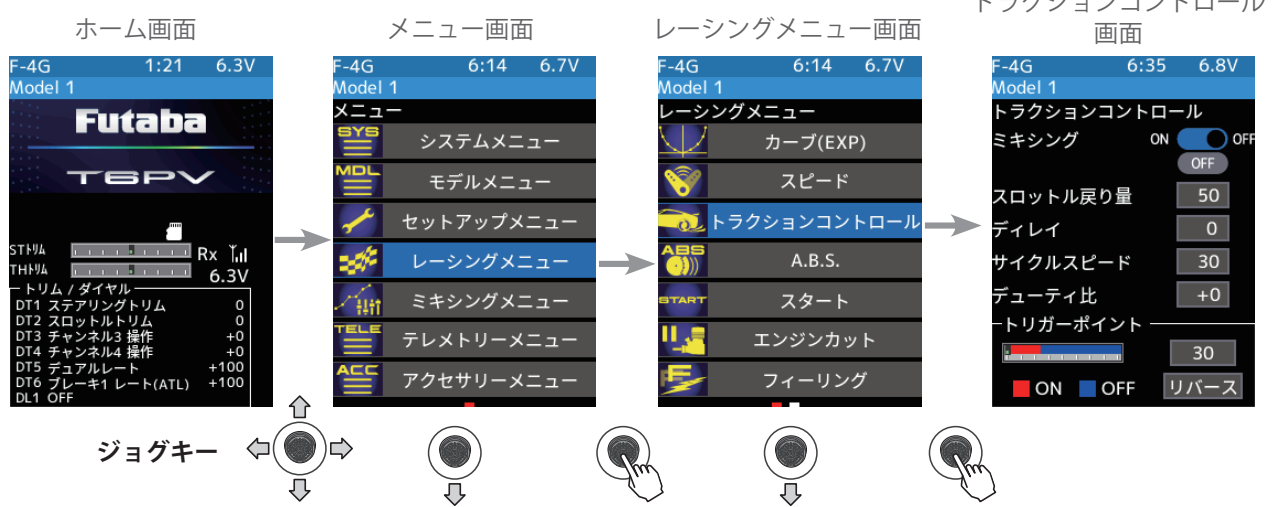 ホーム画面
F-4G 1:21 6.3V
Model 1
Futaba
T6PV
STﾄﾘﾑ
Rx
THﾄﾘﾑ
6.3V
トリム / ダイヤル
DT1 ステアリングトリム 0
DT2 スロットルトリム 0
DT3 チャンネル3 操作 +0
DT4 チャンネル4 操作 +0
DT5 デュアルレート +100
DT6 ブレーキ1 レート(ATL) +100
DL1 OFF
メニュー画面
F-4G 6:14 6.7V
Model 1
メニュー
SYS システムメニュー
MDL モデルメニュー
セットアップメニュー
レーシングメニュー
ミキシングメニュー
TELE テレメトリーメニュー
ACC アクセサリーメニュー
レーシングメニュー画面
F-4G 6:14 6.7V
Model 1
レーシングメニュー
カーブ(EXP)
スピード
トラクションコントロール
ABS A.B.S.
START スタート
エンジンカット
フィーリング
トラクションコントロール
画面
F-4G 6:35 6.8V
Model 1
トラクションコントロール
ミキシング ON OFF
OFF
スロットル戻り量 50
ディレイ 0
サイクルスピード 30
デューティ比 +0
トリガーポイント
30
ON OFF リバース
ジョグキー